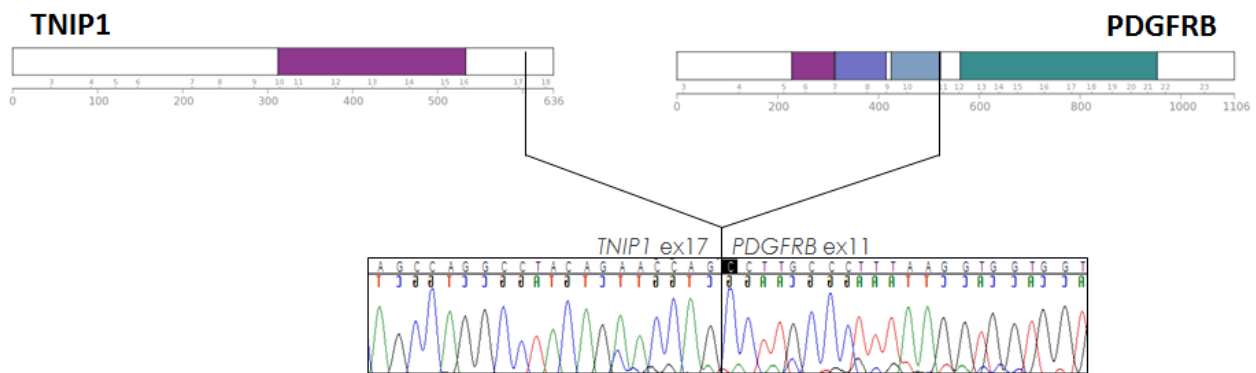 TNIP1 PDGFRB
3 4 5 6 7 8 9 10 11 12 13 14 15 16 17 18 3 4 5 6 7 8 9 10 11 12 13 14 15 16 17 18 19 20 21 22 23
0 100 200 300 400 500 636 0 200 400 600 800 1000 1106
TNIP1 ex17 PDGFRB ex11
A G C C A G G C C T A C A G A A C C A G C C T T G C C C T T T A A G G T G G T G G T
T C G G T C C G G A T G T C T T G G T C G G A A C G G G A A A T T C C A C C A C C A